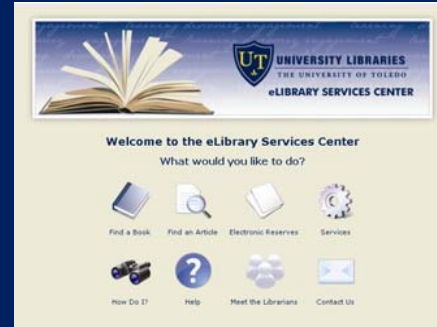 UT
UNIVERSITY LIBRARIES
THE UNIVERSITY OF TOLEDO
eLIBRARY SERVICES CENTER
Welcome to the eLibrary Services Center
What would you like to do?
Find a Book
Find an Article
Electronic Reserves
Services
How Do I?
Help
Meet the Librarians
Contact Us